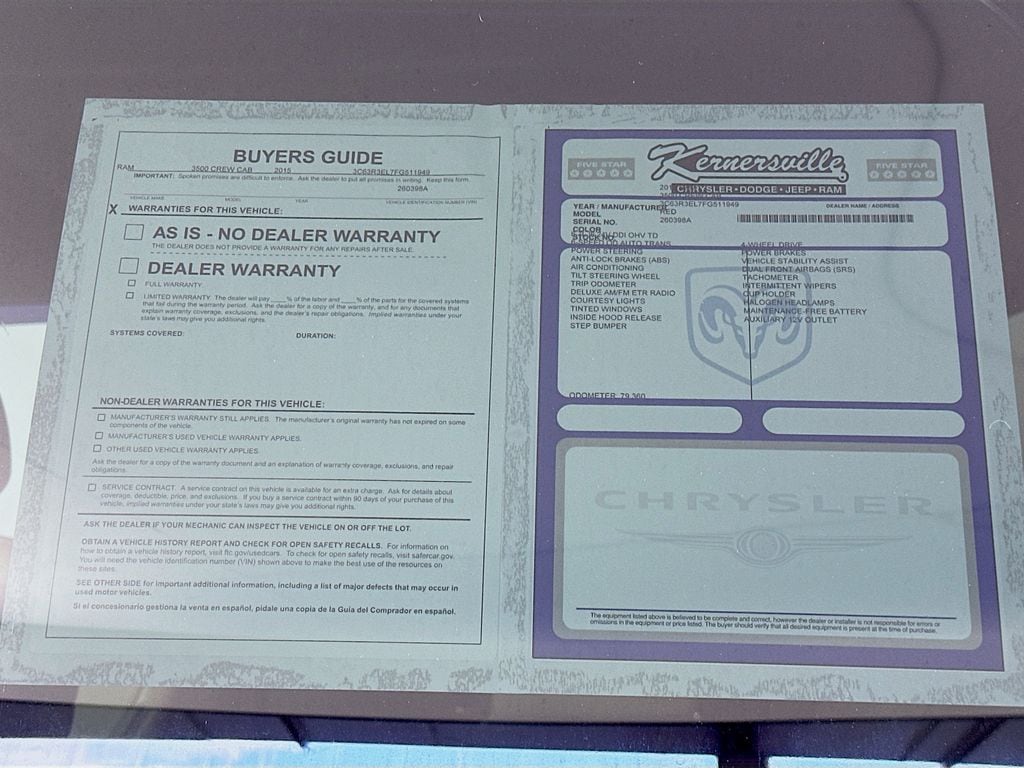 BUYERS GUIDE
RAM 3500 CREW CAB 2015 3C63R3EL7FG511949
IMPORTANT: Spoken promises are difficult to enforce. Ask the dealer to put all promises in writing. Keep this form.
260398A
VEHICLE MAKE MODEL YEAR VEHICLE IDENTIFICATION NUMBER (VIN)
X WARRANTIES FOR THIS VEHICLE:
AS IS - NO DEALER WARRANTY
THE DEALER DOES NOT PROVIDE A WARRANTY FOR ANY REPAIRS AFTER SALE.
DEALER WARRANTY
FULL WARRANTY.
LIMITED WARRANTY. The dealer will pay ____% of the labor and ____% of the parts for the covered systems
that fail during the warranty period. Ask the dealer for a copy of the warranty, and for any documents that
explain warranty coverage, exclusions, and the dealer's repair obligations. Implied warranties under your
state's laws may give you additional rights.
SYSTEMS COVERED: DURATION:
NON-DEALER WARRANTIES FOR THIS VEHICLE:
MANUFACTURER'S WARRANTY STILL APPLIES. The manufacturer's original warranty has not expired on some
components of the vehicle.
MANUFACTURER'S USED VEHICLE WARRANTY APPLIES.
OTHER USED VEHICLE WARRANTY APPLIES.
Ask the dealer for a copy of the warranty document and an explanation of warranty coverage, exclusions, and repair
obligations.
SERVICE CONTRACT. A service contract on this vehicle is available for an extra charge. Ask for details about
coverage, deductible, price, and exclusions. If you buy a service contract within 90 days of your purchase of this
vehicle, implied warranties under your state's laws may give you additional rights.
ASK THE DEALER IF YOUR MECHANIC CAN INSPECT THE VEHICLE ON OR OFF THE LOT.
OBTAIN A VEHICLE HISTORY REPORT AND CHECK FOR OPEN SAFETY RECALLS. For information on
how to obtain a vehicle history report, visit ftc.gov/usedcars. To check for open safety recalls, visit safercar.gov.
You will need the vehicle identification number (VIN) shown above to make the best use of the resources on
these sites.
SEE OTHER SIDE for important additional information, including a list of major defects that may occur in
used motor vehicles.
Si el concesionario gestiona la venta en español, pídale una copia de la Guía del Comprador en español.
FIVE STAR
Kernersville
FIVE STAR
CHRYSLER • DODGE • JEEP • RAM
YEAR / MANUFACTURER
MODEL
SERIAL NO. 3C63R3EL7FG511949
COLOR RED
STOCK NO. 260398A
DEALER NAME / ADDRESS
DDI OHV TD
AUTO TRANS
POWER STEERING
ANTI-LOCK BRAKES (ABS)
AIR CONDITIONING
TILT STEERING WHEEL
TRIP ODOMETER
DELUXE AM/FM ETR RADIO
COURTESY LIGHTS
TINTED WINDOWS
INSIDE HOOD RELEASE
STEP BUMPER
4-WHEEL DRIVE
POWER BRAKES
VEHICLE STABILITY ASSIST
DUAL FRONT AIRBAGS (SRS)
TACHOMETER
INTERMITTENT WIPERS
CUP HOLDER
HALOGEN HEADLAMPS
MAINTENANCE-FREE BATTERY
AUXILIARY 12V OUTLET
ODOMETER: 79,360
CHRYSLER
The equipment listed above is believed to be complete and correct, however the dealer or installer is not responsible for errors or
omissions in the equipment or price listed. The buyer should verify that all desired equipment is present at the time of purchase.